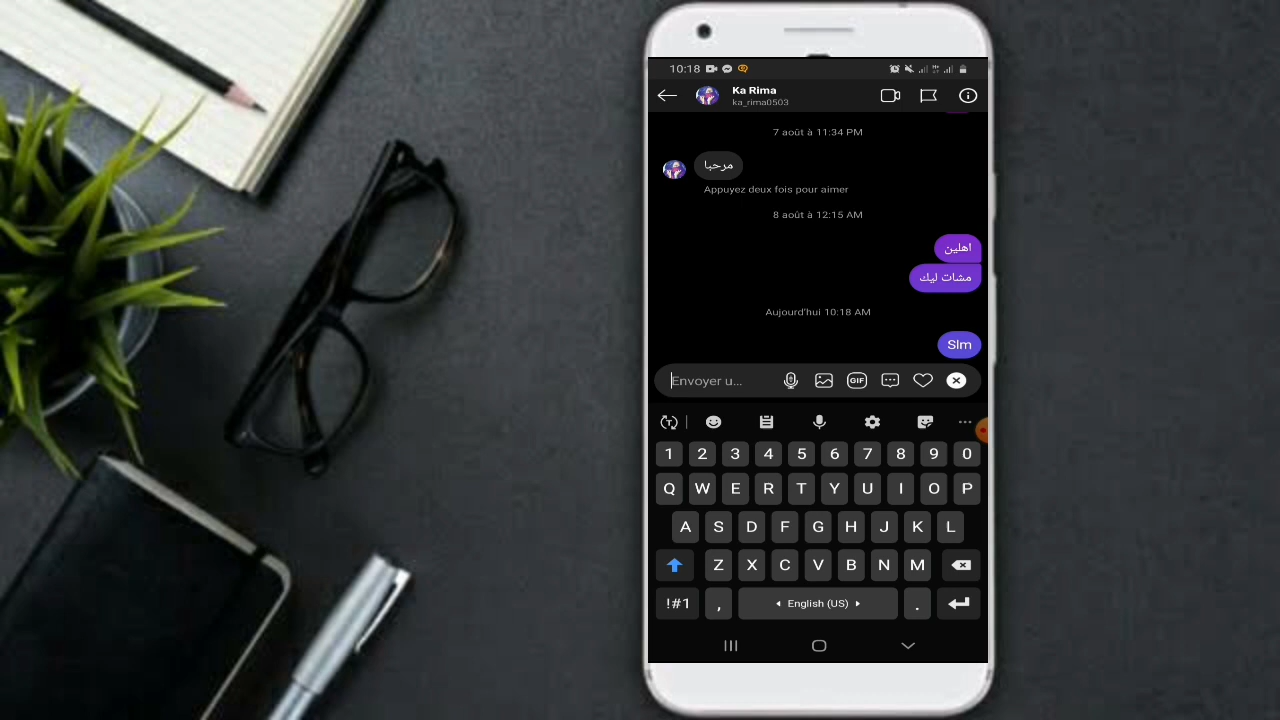 10:18
Ka Rima
ka_rima0503
7 août à 11:34 PM
مرحبا
Appuyez deux fois pour aimer
8 août à 12:15 AM
اهلين
مشات ليك
Aujourd'hui 10:18 AM
Slm
Envoyer u...
GIF
T
1 2 3 4 5 6 7 8 9 0
Q W E R T Y U I O P
A S D F G H J K L
Z X C V B N M
!#1 , English (US) .